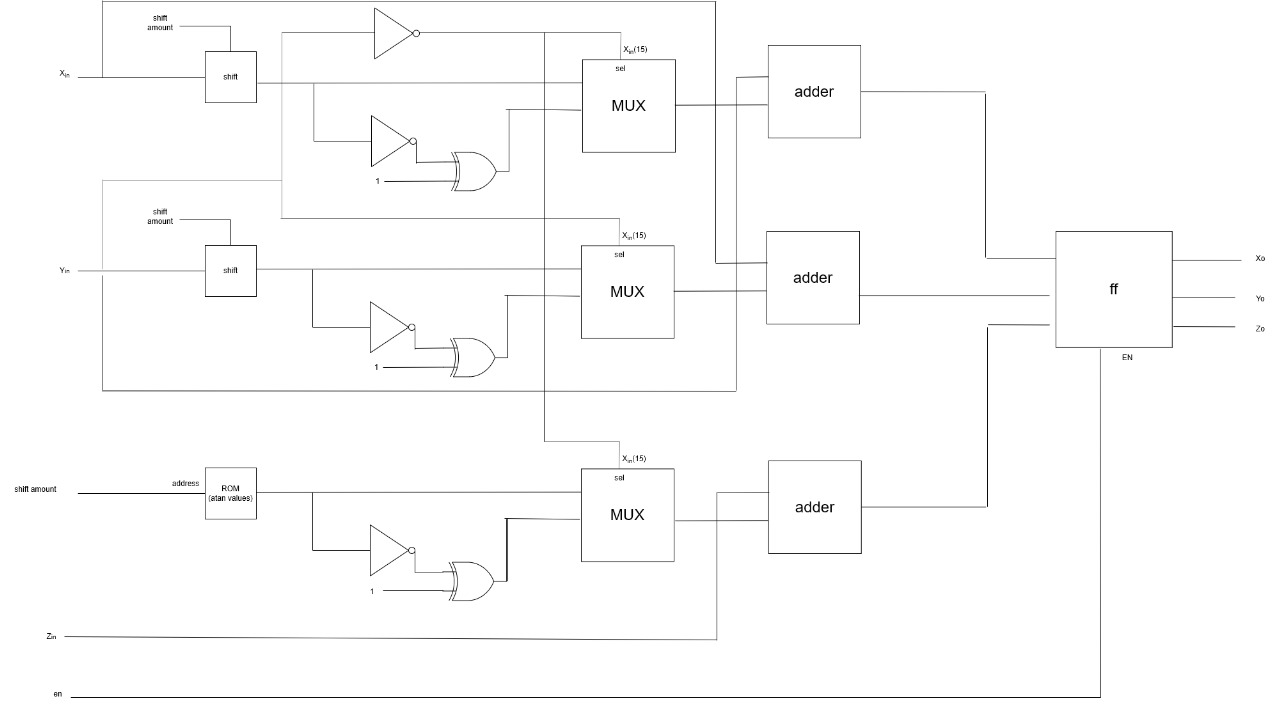 shift
amount
Xin
shift
Xin(15)
sel
MUX
adder
1
shift
amount
Yin
shift
Xin(15)
sel
MUX
adder
1
ff
EN
Xo
Yo
Zo
shift amount
address
ROM
(atan values)
Xin(15)
sel
MUX
adder
1
Zin
en